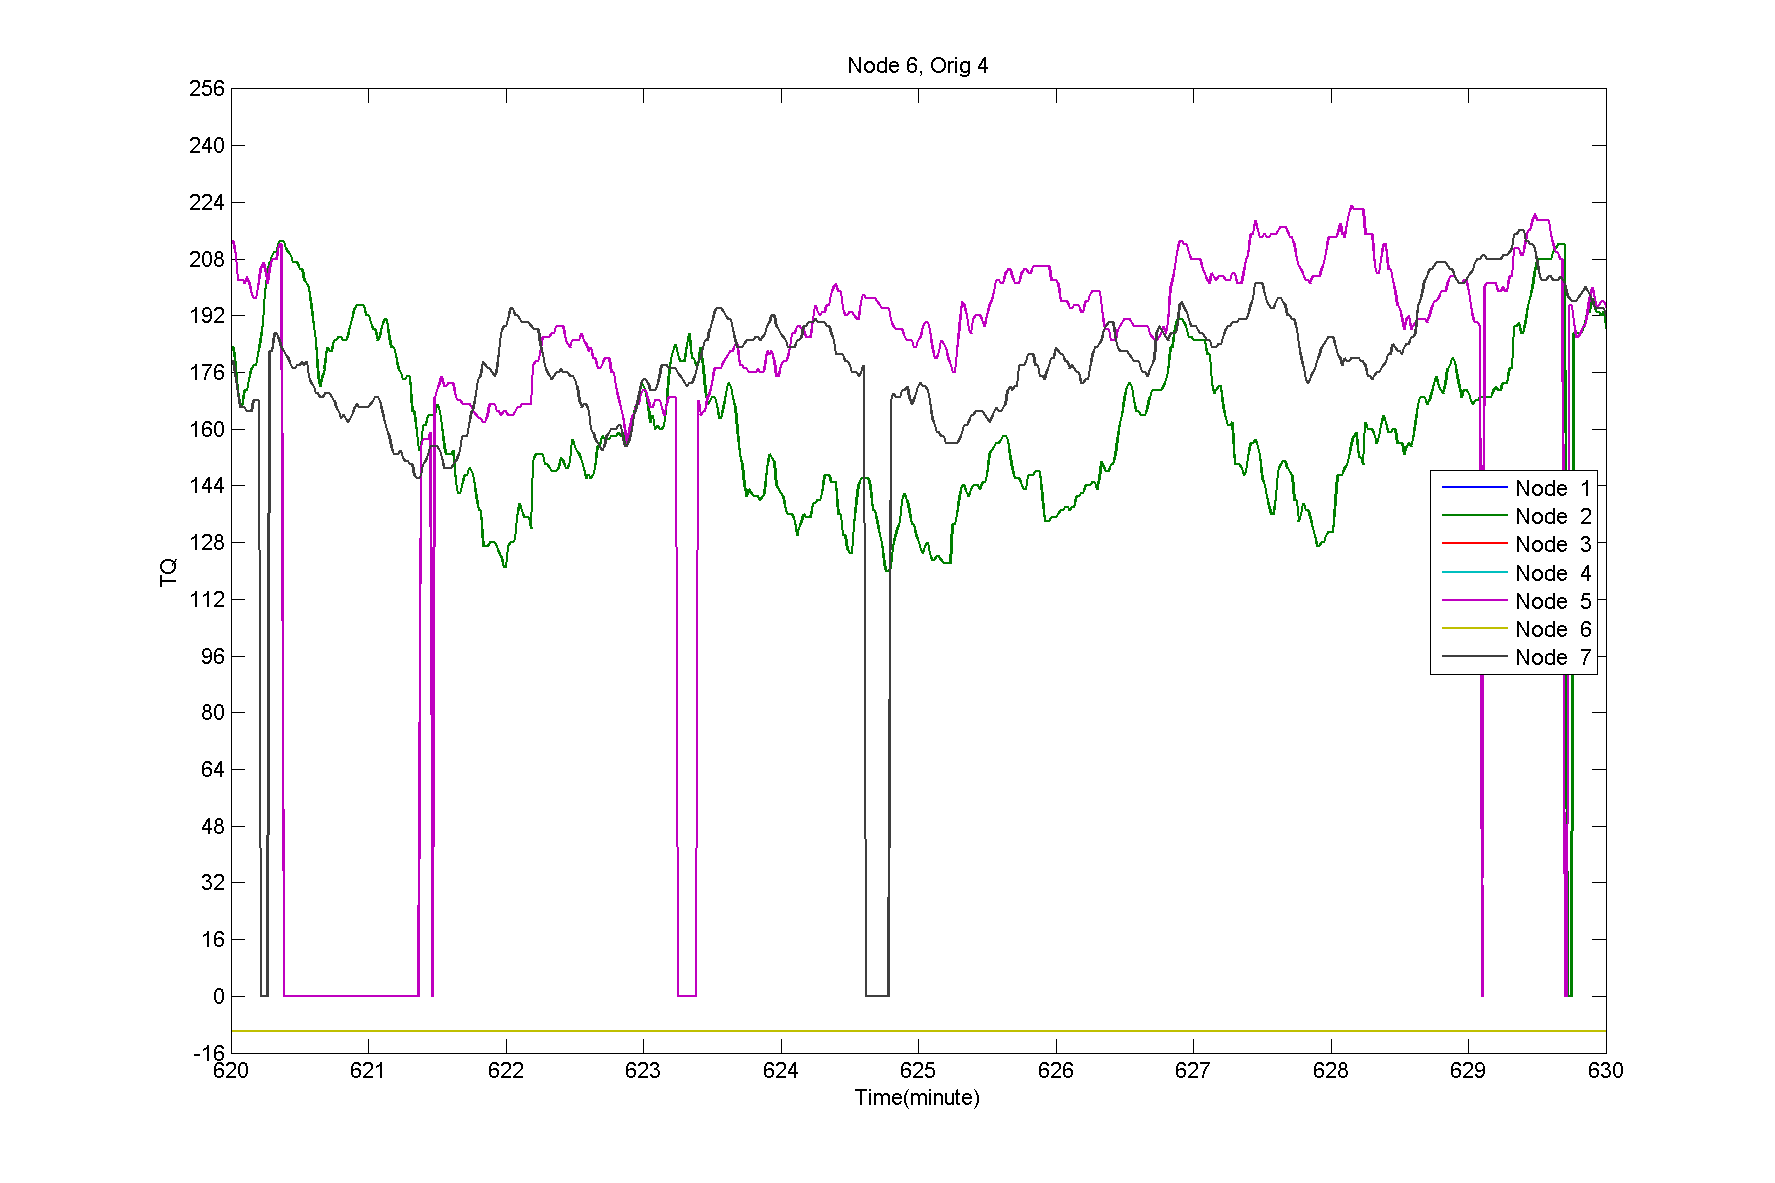 Node 6, Orig 4
256
240
224
208
192
176
160
144
128
112
96
80
64
48
32
16
0
-16
TQ
620 621 622 623 624 625 626 627 628 629 630
Time(minute)
Node 1
Node 2
Node 3
Node 4
Node 5
Node 6
Node 7